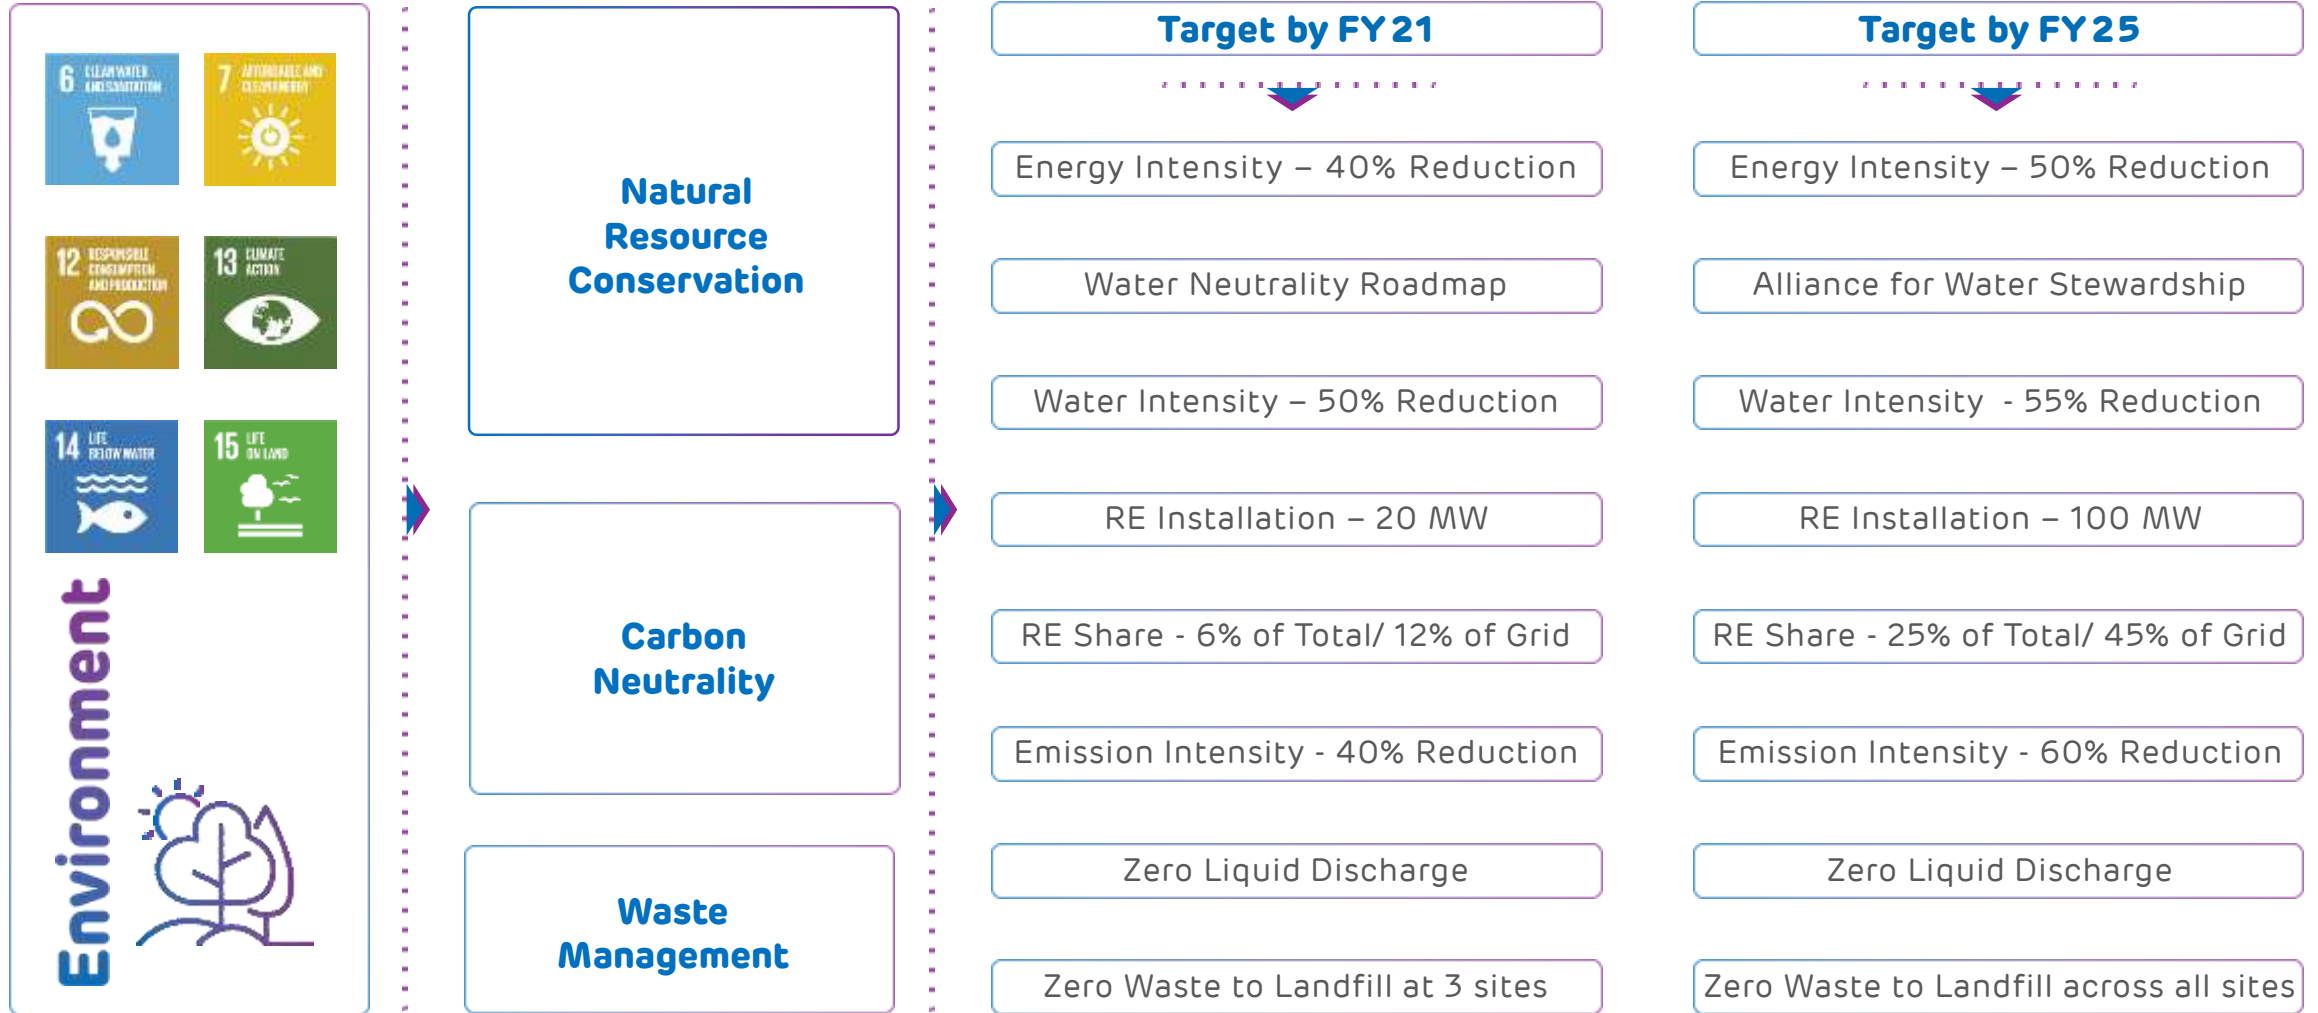 6 CLEAN WATER
AND SANITATION
7 AFFORDABLE AND
CLEAN ENERGY
12 RESPONSIBLE
CONSUMPTION
AND PRODUCTION
13 CLIMATE
ACTION
14 LIFE
BELOW WATER
15 LIFE
ON LAND
Environment
Natural
Resource
Conservation
Carbon
Neutrality
Waste
Management
Target by FY21
Energy Intensity – 40% Reduction
Water Neutrality Roadmap
Water Intensity – 50% Reduction
RE Installation – 20 MW
RE Share - 6% of Total/ 12% of Grid
Emission Intensity - 40% Reduction
Zero Liquid Discharge
Zero Waste to Landfill at 3 sites
Target by FY25
Energy Intensity – 50% Reduction
Alliance for Water Stewardship
Water Intensity - 55% Reduction
RE Installation – 100 MW
RE Share - 25% of Total/ 45% of Grid
Emission Intensity - 60% Reduction
Zero Liquid Discharge
Zero Waste to Landfill across all sites